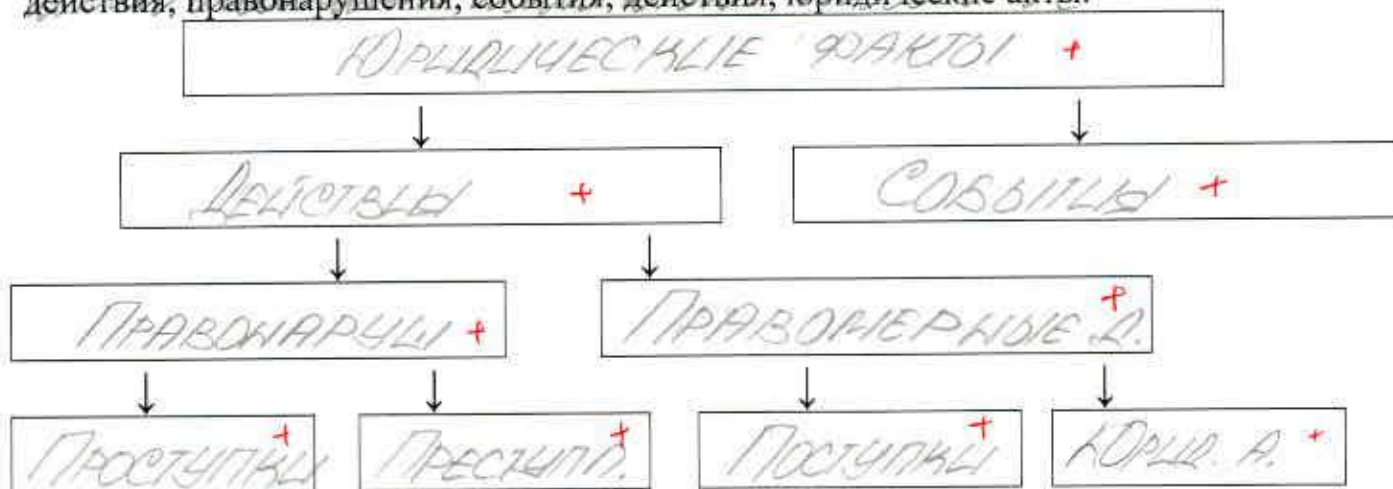 действия, правонарушения, события, действия, юридические акты.
ЮРИДИЧЕСКИЕ ФАКТЫ +
ДЕЙСТВИЯ + СОБЫТИЯ +
ПРАВОНАРУШ + ПРАВОМЕРНЫЕ Д. +
ПРОСТУПКИ + ПРЕСТУПЛ. + ПОСТУПКИ + ЮРИД. А. +